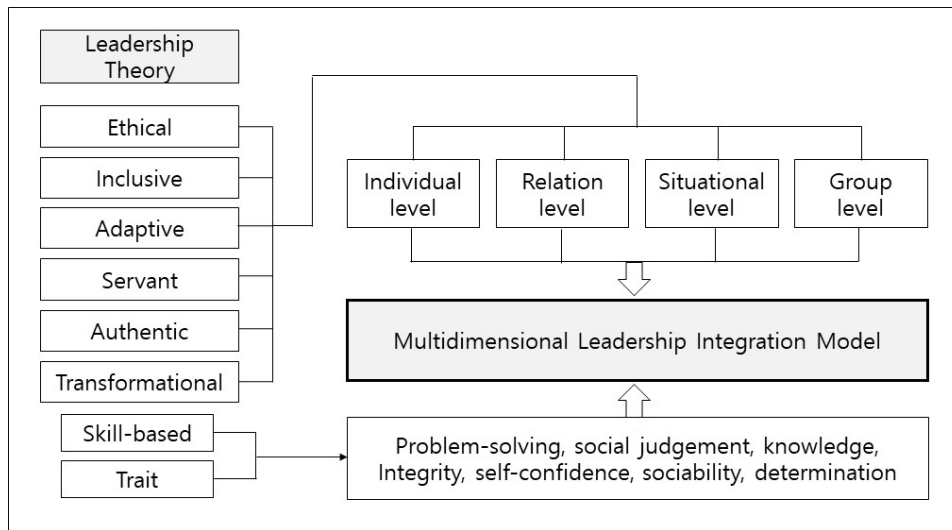 Leadership
Theory
Ethical
Inclusive
Adaptive
Servant
Authentic
Transformational
Skill-based
Trait
Individual
level
Relation
level
Situational
level
Group
level
Multidimensional Leadership Integration Model
Problem-solving, social judgement, knowledge,
Integrity, self-confidence, sociability, determination